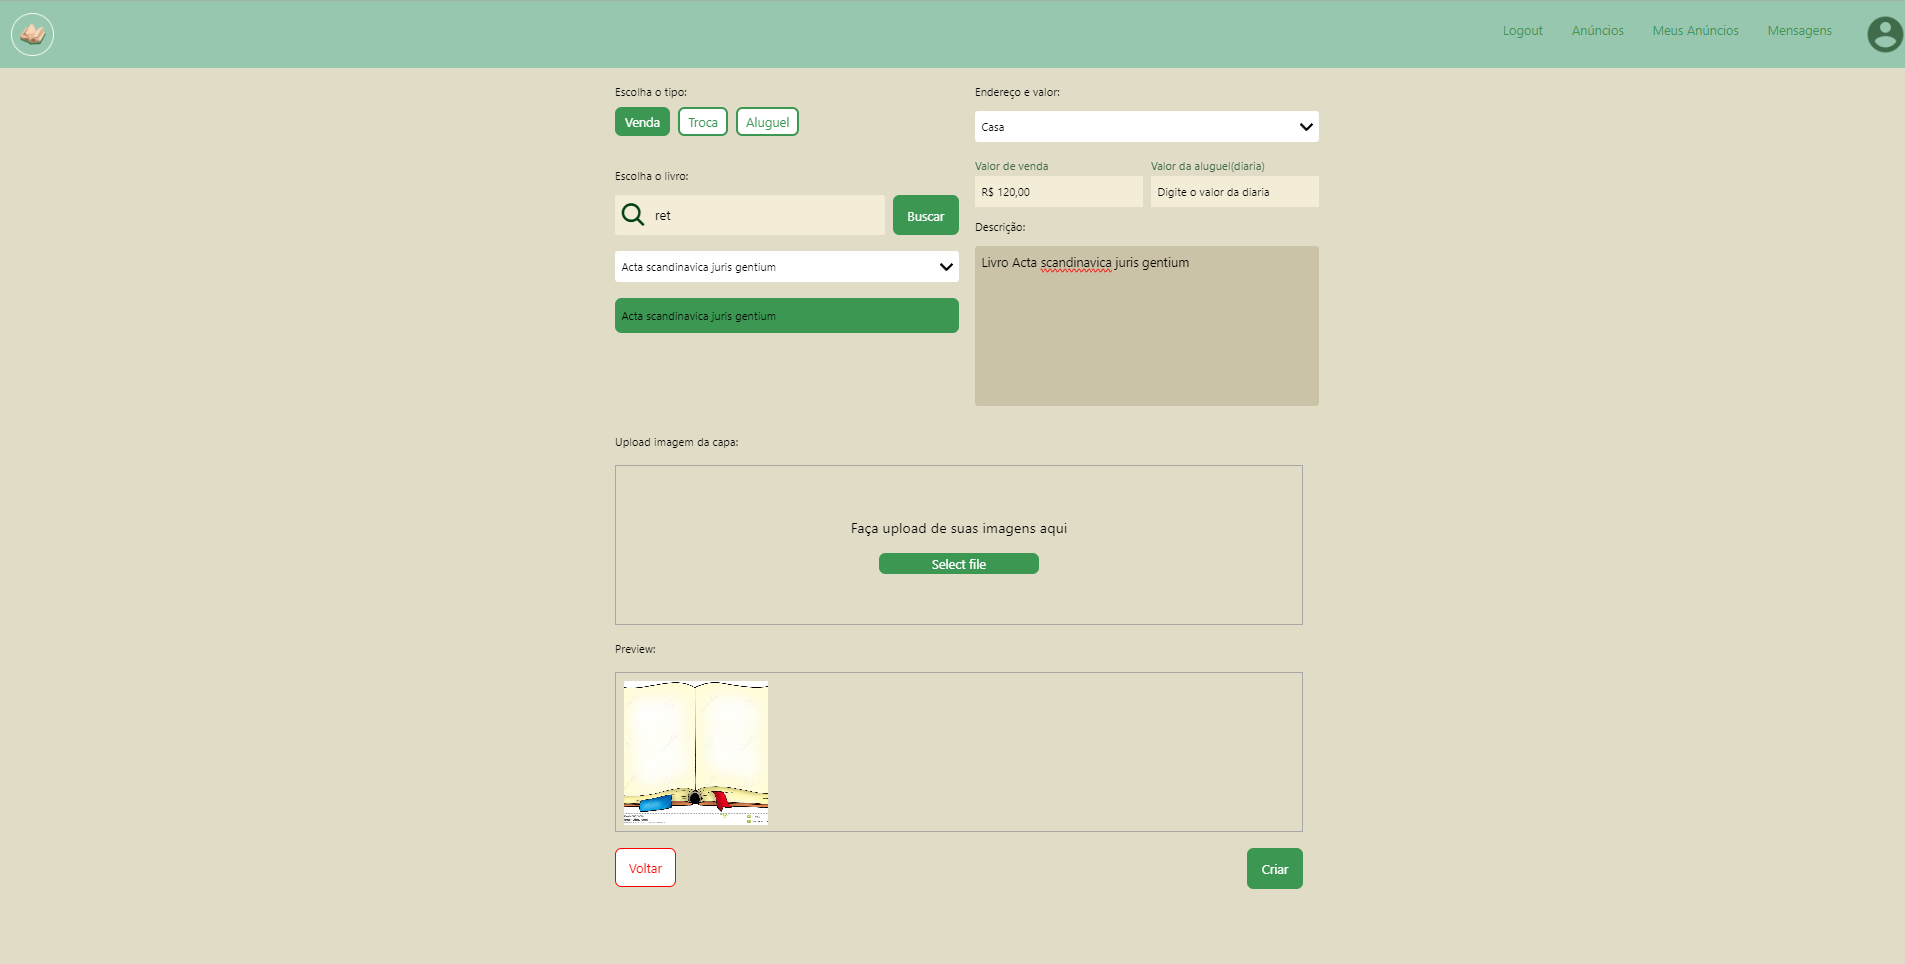 Logout
Anúncios
Meus Anúncios
Mensagens
Escolha o tipo:
Venda
Troca
Aluguel
Escolha o livro:
ret
Buscar
Acta scandinavica juris gentium
Acta scandinavica juris gentium
Endereço e valor:
Casa
Valor de venda
Valor da aluguel(diaria)
R$ 120,00
Digite o valor da diaria
Descrição:
Livro Acta scandinavica juris gentium
Upload imagem da capa:
Faça upload de suas imagens aqui
Select file
Preview:
Voltar
Criar